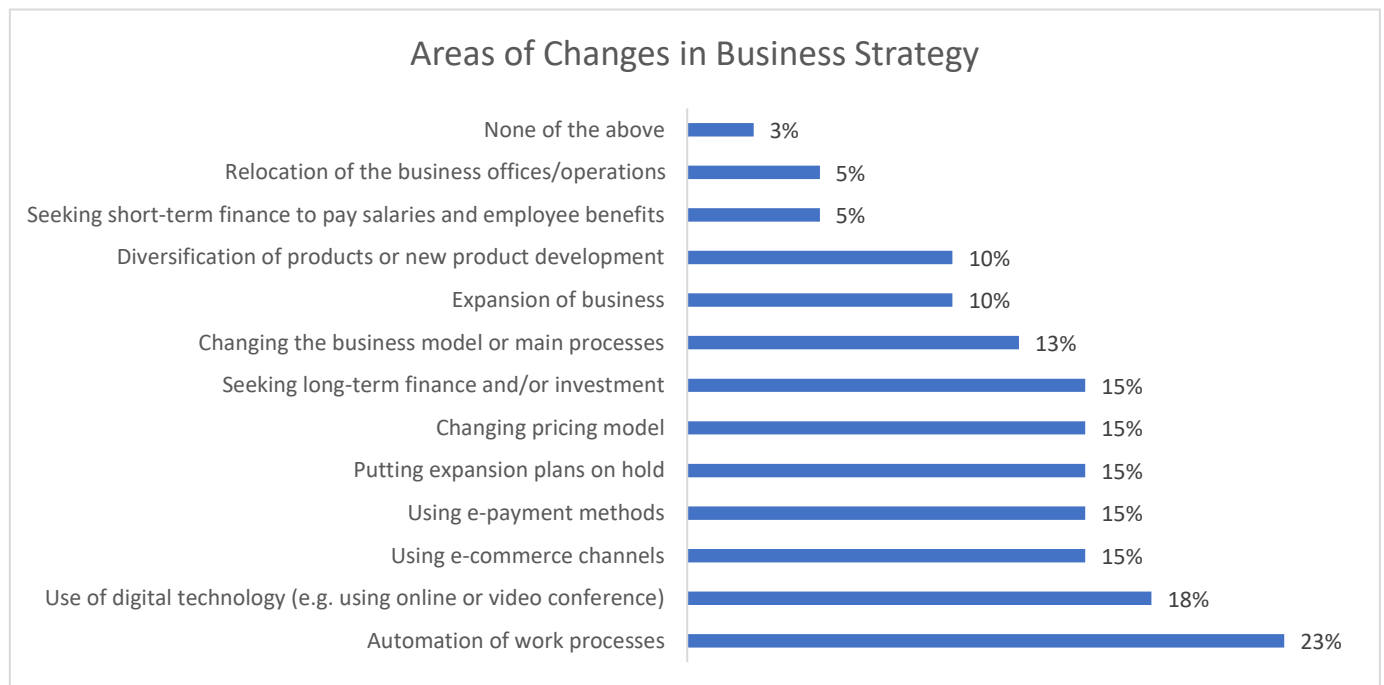 Areas of Changes in Business Strategy
None of the above 3%
Relocation of the business offices/operations 5%
Seeking short-term finance to pay salaries and employee benefits 5%
Diversification of products or new product development 10%
Expansion of business 10%
Changing the business model or main processes 13%
Seeking long-term finance and/or investment 15%
Changing pricing model 15%
Putting expansion plans on hold 15%
Using e-payment methods 15%
Using e-commerce channels 15%
Use of digital technology (e.g. using online or video conference) 18%
Automation of work processes 23%